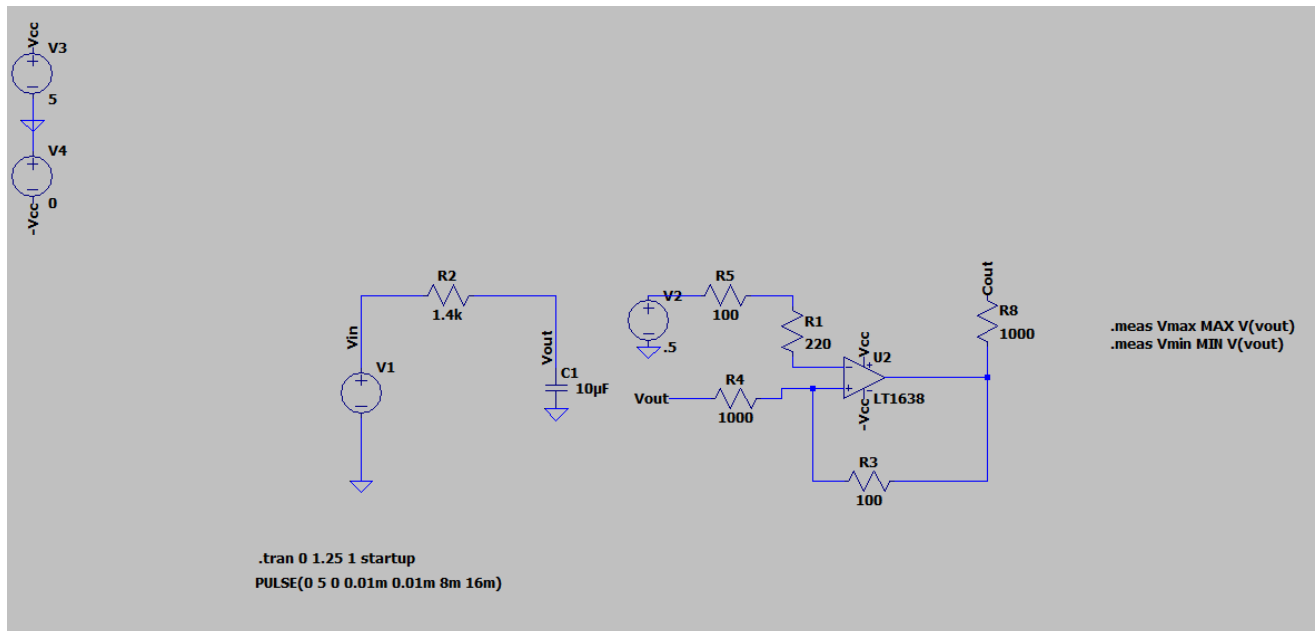 Vcc
V3
5
V4
0
-Vcc
R2
1.4k
Vin
V1
Vout
C1
10µF
V2
.5
R5
100
R1
220
Vcc
U2
LT1638
-Vcc
Vout
R4
1000
R3
100
Cout
R8
1000
.meas Vmax MAX V(vout)
.meas Vmin MIN V(vout)
.tran 0 1.25 1 startup
PULSE(0 5 0 0.01m 0.01m 8m 16m)